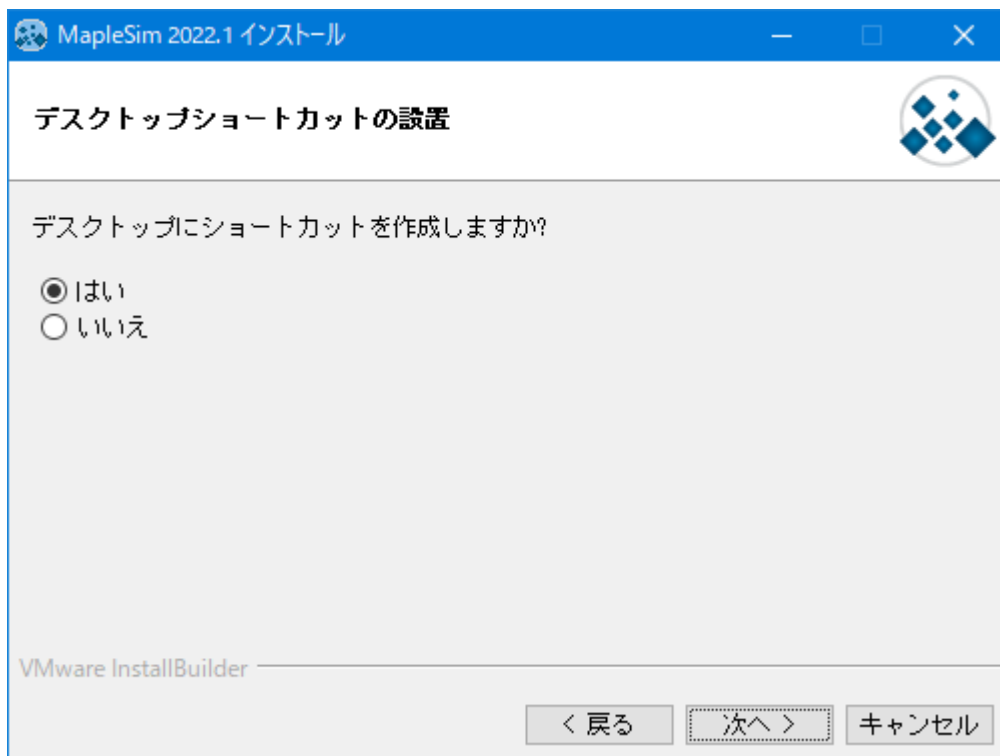 MapleSim 2022.1 インストール
デスクトップショートカットの設置
デスクトップにショートカットを作成しますか?
はい
いいえ
VMware InstallBuilder
< 戻る 次へ > キャンセル